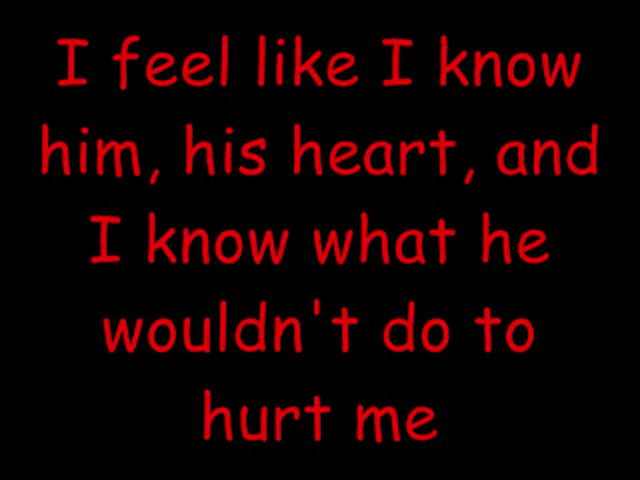 I feel like I know
him, his heart, and
I know what he
wouldn't do to
hurt me